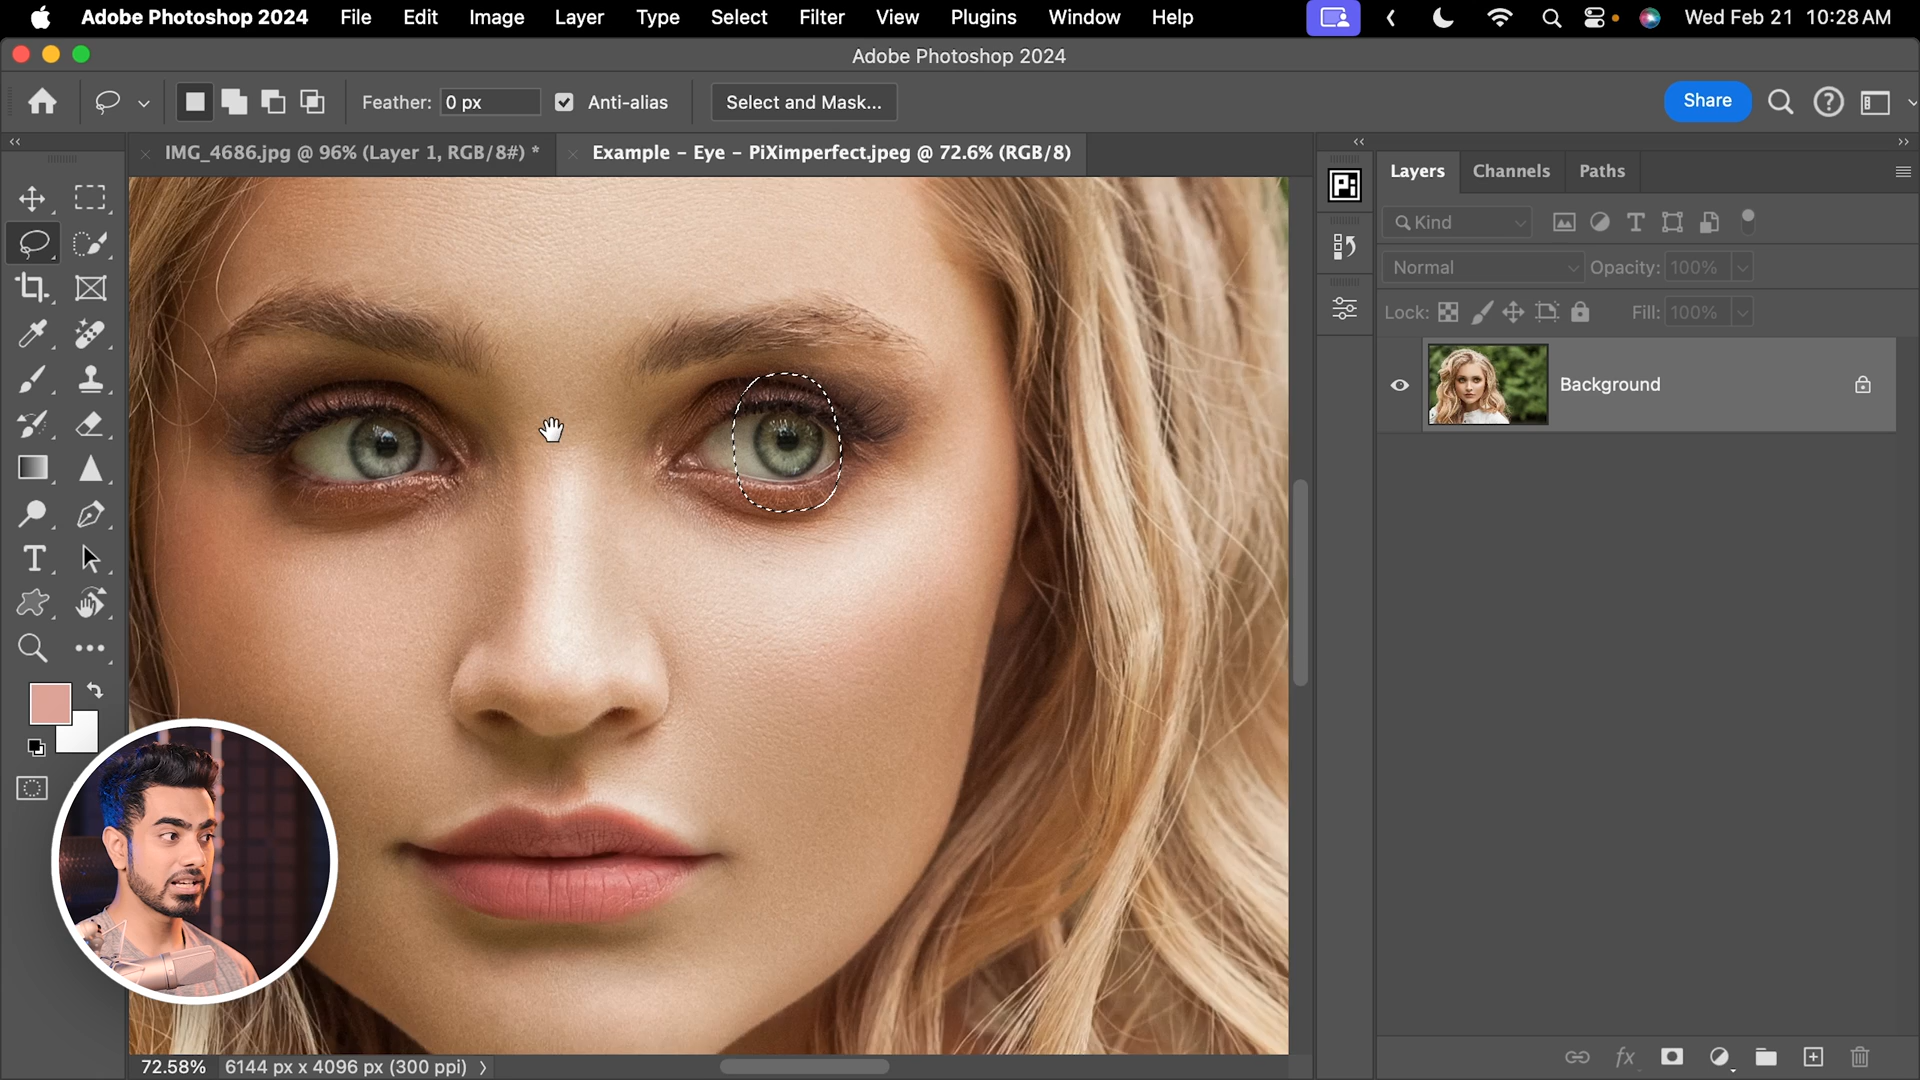 Adobe Photoshop 2024 File Edit Image Layer Type Select Filter View Plugins Window Help Wed Feb 21 10:28 AM
Adobe Photoshop 2024
Feather: 0 px Anti-alias Select and Mask... Share
IMG_4686.jpg @ 96% (Layer 1, RGB/8#) * Example - Eye - PiXimperfect.jpeg @ 72.6% (RGB/8)
Pi
Layers Channels Paths
Kind
Normal Opacity: 100%
Lock: Fill: 100%
Background
72.58% 6144 px x 4096 px (300 ppi)
fx